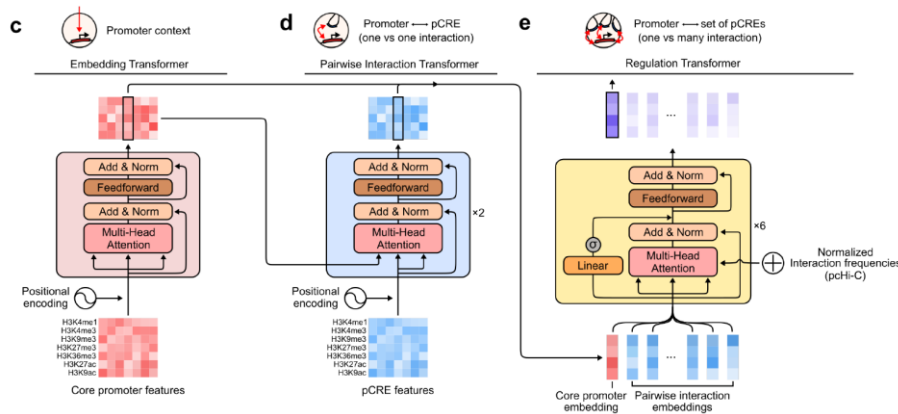 c
Promoter context
Embedding Transformer
Add & Norm
Feedforward
Add & Norm
Multi-Head
Attention
Positional
encoding
H3K4me1
H3K4me3
H3K9me3
H3K27me3
H3K36me3
H3K27ac
H3K9ac
Core promoter features
d
Promoter ⟷ pCRE
(one vs one interaction)
Pairwise Interaction Transformer
Add & Norm
Feedforward
Add & Norm
Multi-Head
Attention
×2
Positional
encoding
H3K4me1
H3K4me3
H3K9me3
H3K27me3
H3K36me3
H3K27ac
H3K9ac
pCRE features
e
Promoter ⟷ set of pCREs
(one vs many interaction)
Regulation Transformer
...
Add & Norm
Feedforward
Add & Norm
σ
Linear
Multi-Head
Attention
×6
Normalized
Interaction frequencies
(pcHi-C)
...
Core promoter
embedding
Pairwise interaction
embeddings